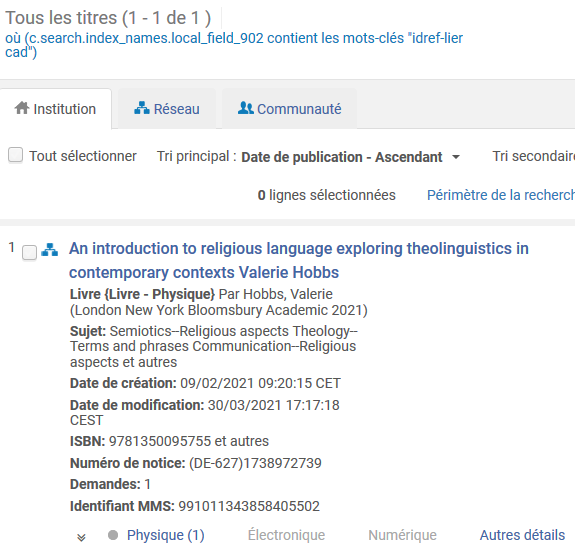 Tous les titres (1 - 1 de 1 )
où (c.search.index_names.local_field_902 contient les mots-clés "idref-lier
cad")
Institution Réseau Communauté
Tout sélectionner Tri principal : Date de publication - Ascendant Tri secondaire
0 lignes sélectionnées Périmètre de la recherch
1 An introduction to religious language exploring theolinguistics in
contemporary contexts Valerie Hobbs
Livre {Livre - Physique} Par Hobbs, Valerie
(London New York Bloomsbury Academic 2021)
Sujet: Semiotics--Religious aspects Theology--
Terms and phrases Communication--Religious
aspects et autres
Date de création: 09/02/2021 09:20:15 CET
Date de modification: 30/03/2021 17:17:18
CEST
ISBN: 9781350095755 et autres
Numéro de notice: (DE-627)1738972739
Demandes: 1
Identifiant MMS: 991011343858405502
Physique (1) Électronique Numérique Autres détails